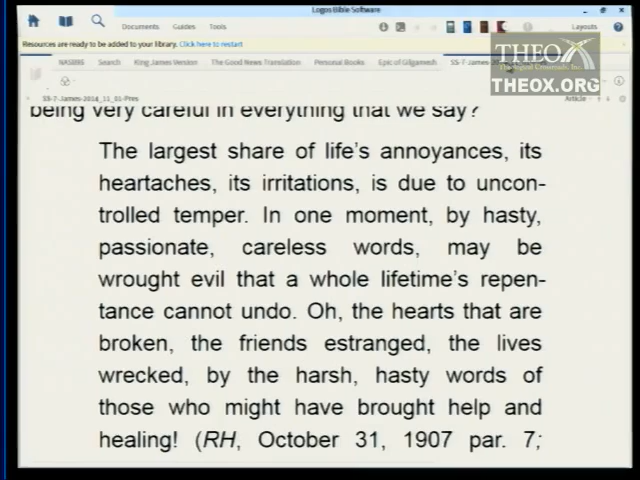 Logos Bible Software
Documents Guides Tools Layouts
Resources are ready to be added to your library. Click here to restart
NASB95 Search King James Version The Good News Translation Personal Books Epic of Gilgamesh SS-7-James-20
THEOX
THEOX.ORG
SS-7-James-2014_11_01-Pres Article
being very careful in everything that we say?
The largest share of life's annoyances, its
heartaches, its irritations, is due to uncon-
trolled temper. In one moment, by hasty,
passionate, careless words, may be
wrought evil that a whole lifetime's repen-
tance cannot undo. Oh, the hearts that are
broken, the friends estranged, the lives
wrecked, by the harsh, hasty words of
those who might have brought help and
healing! (RH, October 31, 1907 par. 7;